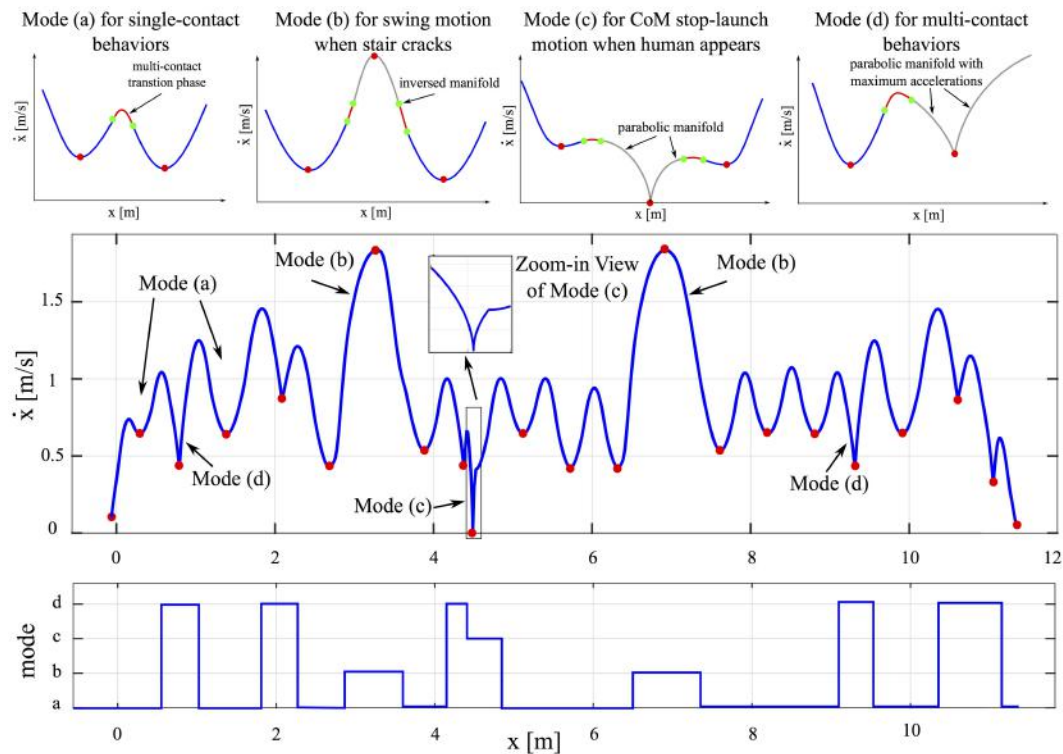 Mode (a) for single-contact
behaviors
multi-contact
transtion phase
ẋ [m/s]
x [m]
Mode (b) for swing motion
when stair cracks
inversed manifold
ẋ [m/s]
x [m]
Mode (c) for CoM stop-launch
motion when human appears
parabolic manifold
ẋ [m/s]
x [m]
Mode (d) for multi-contact
behaviors
parabolic manifold with
maximum accelerations
ẋ [m/s]
x [m]
Mode (a)
Mode (b)
Zoom-in View
of Mode (c)
Mode (b)
Mode (d)
Mode (c)
Mode (d)
ẋ [m/s]
1.5
1
0.5
0
0 2 4 6 8 10 12
mode
d
c
b
a
0 2 4 6 8 10
x [m]